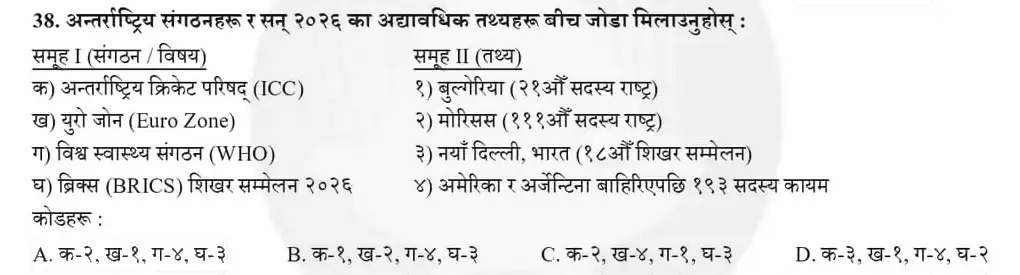 38. अन्तर्राष्ट्रिय संगठनहरू र सन् २०२६ का अद्यावधिक तथ्यहरू बीच जोडा मिलाउनुहोस् :
समूह I (संगठन / विषय) समूह II (तथ्य)
क) अन्तर्राष्ट्रिय क्रिकेट परिषद् (ICC) १) बुल्गेरिया (२१औँ सदस्य राष्ट्र)
ख) युरो जोन (Euro Zone) २) मोरिसस (१११औँ सदस्य राष्ट्र)
ग) विश्व स्वास्थ्य संगठन (WHO) ३) नयाँ दिल्ली, भारत (१८औँ शिखर सम्मेलन)
घ) ब्रिक्स (BRICS) शिखर सम्मेलन २०२६ ४) अमेरिका र अर्जेन्टिना बाहिरिएपछि १९३ सदस्य कायम
कोडहरू :
A. क-२, ख-१, ग-४, घ-३ B. क-१, ख-२, ग-४, घ-३ C. क-२, ख-४, ग-१, घ-३ D. क-३, ख-१, ग-४, घ-२